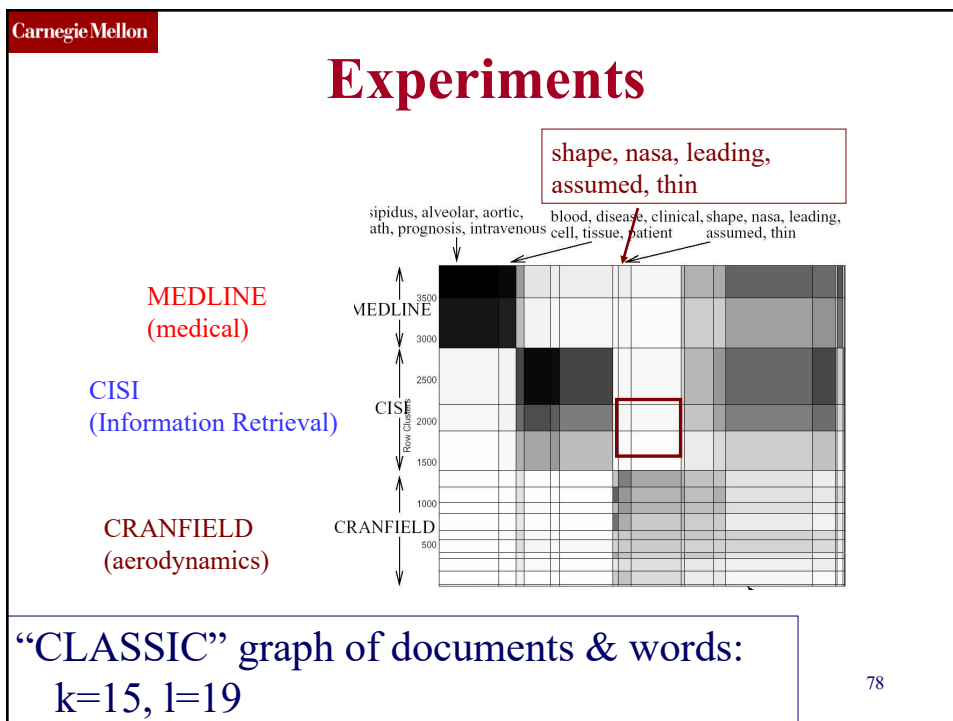 Carnegie Mellon
Experiments
shape, nasa, leading,
assumed, thin
sipidus, alveolar, aortic,
ath, prognosis, intravenous
blood, disease, clinical,
cell, tissue, patient
shape, nasa, leading,
assumed, thin
MEDLINE
(medical)
CISI
(Information Retrieval)
CRANFIELD
(aerodynamics)
MEDLINE
CISI
CRANFIELD
Row Clusters
3500
3000
2500
2000
1500
1000
500
“CLASSIC” graph of documents & words:
k=15, l=19
78